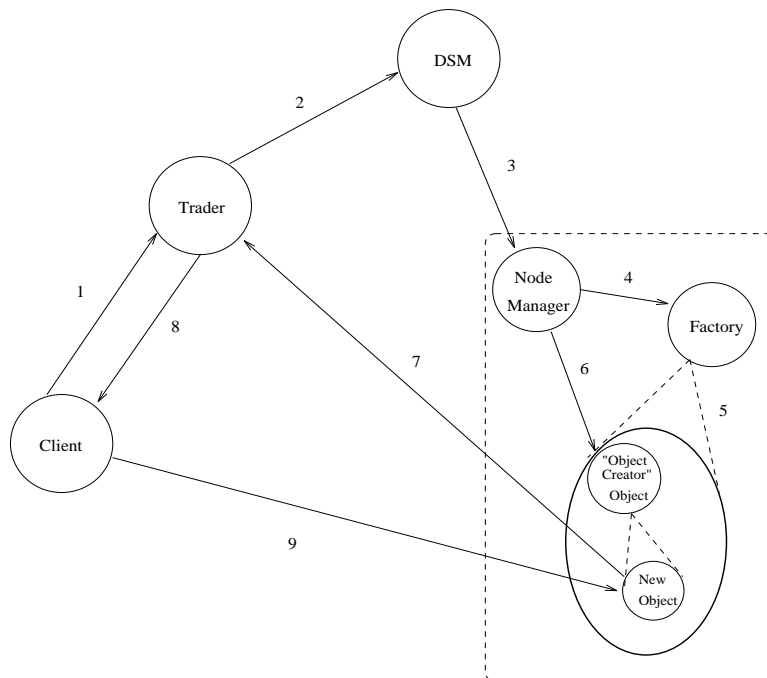 DSM
2
3
Trader
Node
Manager
4
Factory
1
8
7
6
5
Client
"Object
Creator"
Object
9
New
Object